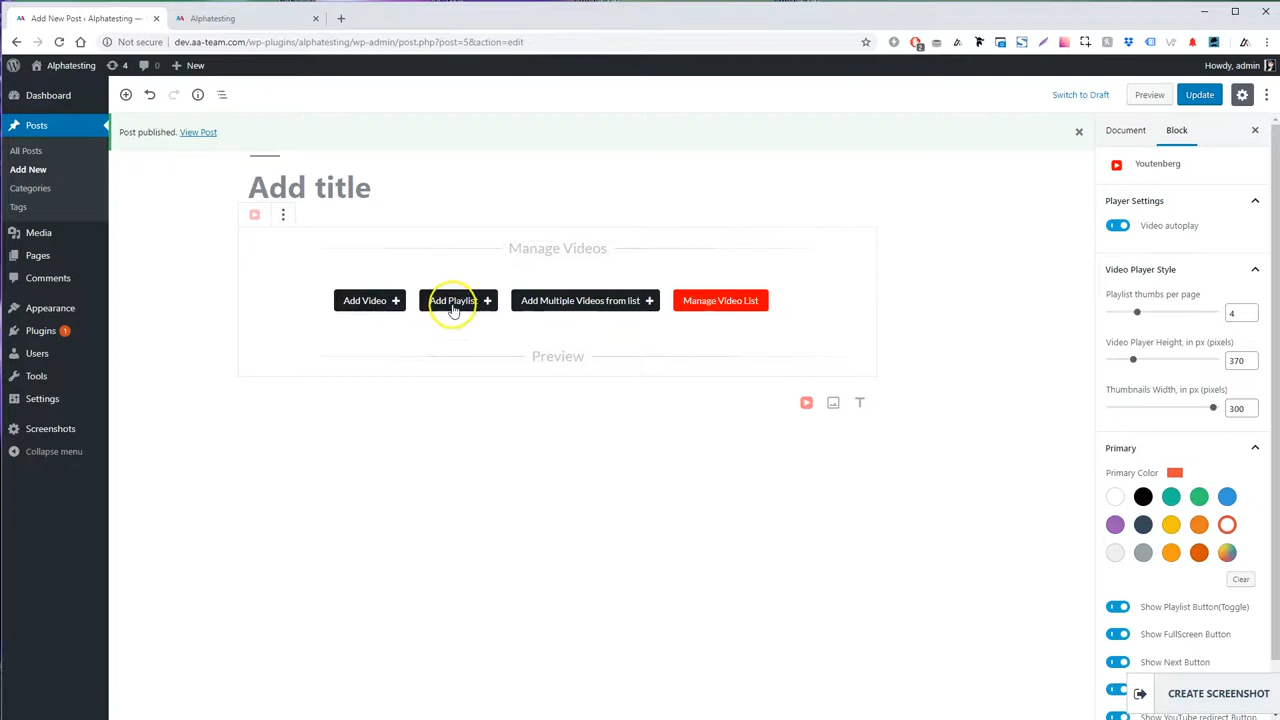 Add New Post ‹ Alphatesting —
Alphatesting
Not secure
dev.aa-team.com/wp-plugins/alphatesting/wp-admin/post.php?post=5&action=edit
Alphatesting
4
New
Howdy, admin
Dashboard
Posts
All Posts
Add New
Categories
Tags
Media
Pages
Comments
Appearance
Plugins 1
Users
Tools
Settings
Screenshots
Collapse menu
Switch to Draft
Preview
Update
Post published. View Post
Add title
Manage Videos
Add Video +
Add Playlist +
Add Multiple Videos from list +
Manage Video List
Preview
Document
Block
Youtenberg
Player Settings
Video autoplay
Video Player Style
Playlist thumbs per page
4
Video Player Height, in px (pixels)
370
Thumbnails Width, in px (pixels)
300
Primary
Primary Color
Clear
Show Playlist Button(Toggle)
Show FullScreen Button
Show Next Button
Show YouTube redirect Button
CREATE SCREENSHOT